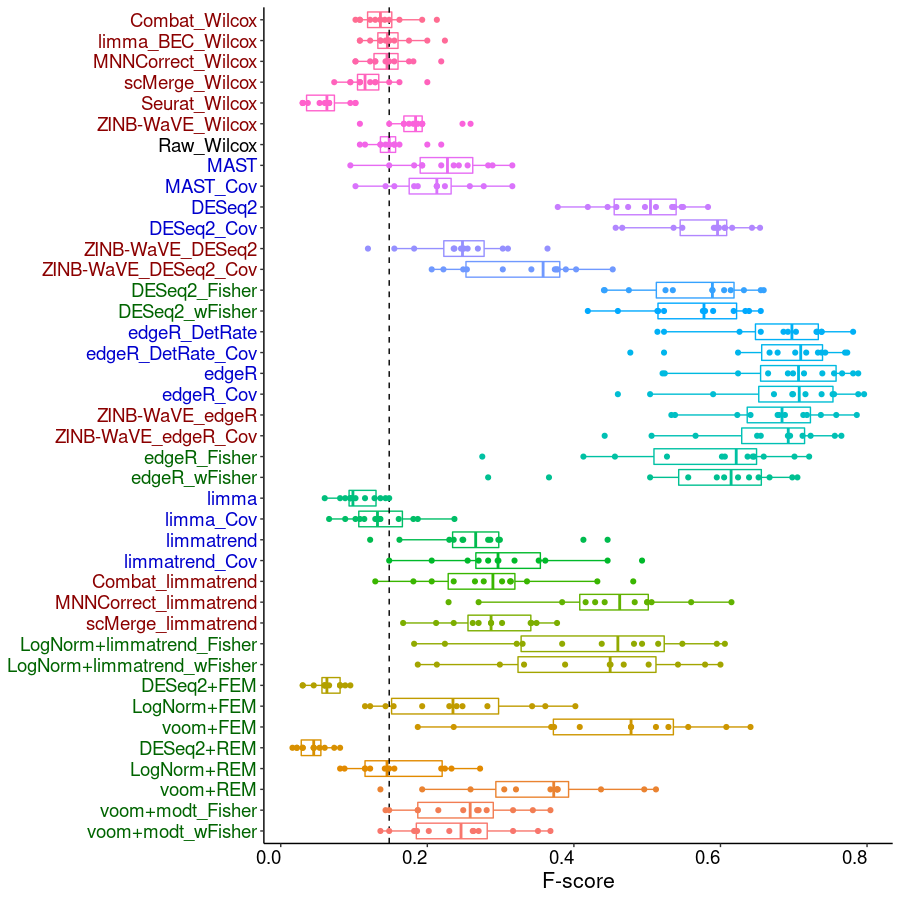 Combat_Wilcox
limma_BEC_Wilcox
MNNCorrect_Wilcox
scMerge_Wilcox
Seurat_Wilcox
ZINB-WaVE_Wilcox
Raw_Wilcox
MAST
MAST_Cov
DESeq2
DESeq2_Cov
ZINB-WaVE_DESeq2
ZINB-WaVE_DESeq2_Cov
DESeq2_Fisher
DESeq2_wFisher
edgeR_DetRate
edgeR_DetRate_Cov
edgeR
edgeR_Cov
ZINB-WaVE_edgeR
ZINB-WaVE_edgeR_Cov
edgeR_Fisher
edgeR_wFisher
limma
limma_Cov
limmatrend
limmatrend_Cov
Combat_limmatrend
MNNCorrect_limmatrend
scMerge_limmatrend
LogNorm+limmatrend_Fisher
LogNorm+limmatrend_wFisher
DESeq2+FEM
LogNorm+FEM
voom+FEM
DESeq2+REM
LogNorm+REM
voom+REM
voom+modt_Fisher
voom+modt_wFisher
0.0 0.2 0.4 0.6 0.8
F-score